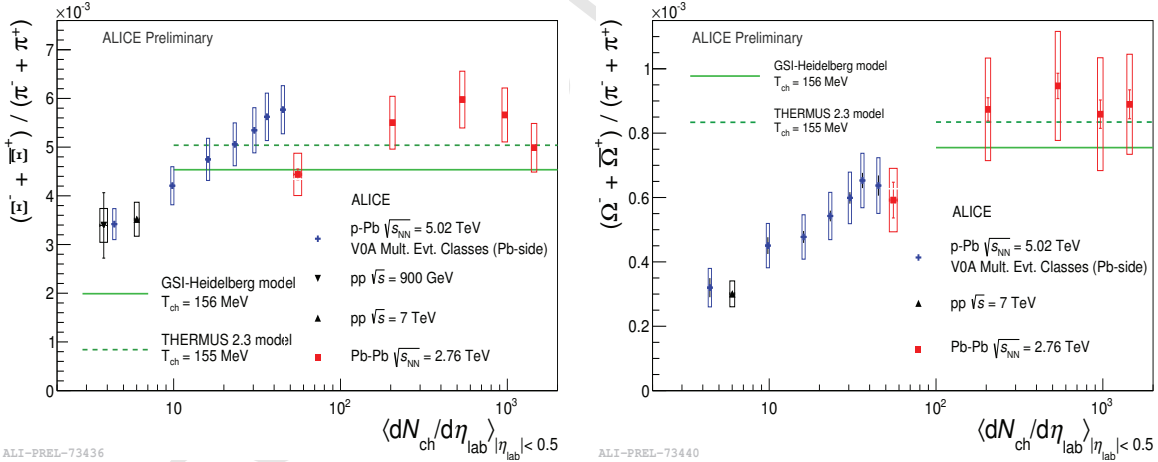 ×10⁻³
ALICE Preliminary
(Ξ⁻ + Ξ̅⁺) / (π⁻ + π⁺)
7
6
5
4
3
2
1
0
ALICE
p-Pb √s_NN = 5.02 TeV
V0A Mult. Evt. Classes (Pb-side)
pp √s = 900 GeV
pp √s = 7 TeV
Pb-Pb √s_NN = 2.76 TeV
GSI-Heidelberg model
T_ch = 156 MeV
THERMUS 2.3 model
T_ch = 155 MeV
10 10² 10³
⟨dN_ch/dη_lab⟩_|η_lab|< 0.5
ALI-PREL-73436
×10⁻³
ALICE Preliminary
(Ω⁻ + Ω̅⁺) / (π⁻ + π⁺)
1
0.8
0.6
0.4
0.2
0
GSI-Heidelberg model
T_ch = 156 MeV
THERMUS 2.3 model
T_ch = 155 MeV
ALICE
p-Pb √s_NN = 5.02 TeV
V0A Mult. Evt. Classes (Pb-side)
pp √s = 7 TeV
Pb-Pb √s_NN = 2.76 TeV
10 10² 10³
⟨dN_ch/dη_lab⟩_|η_lab|< 0.5
ALI-PREL-73440